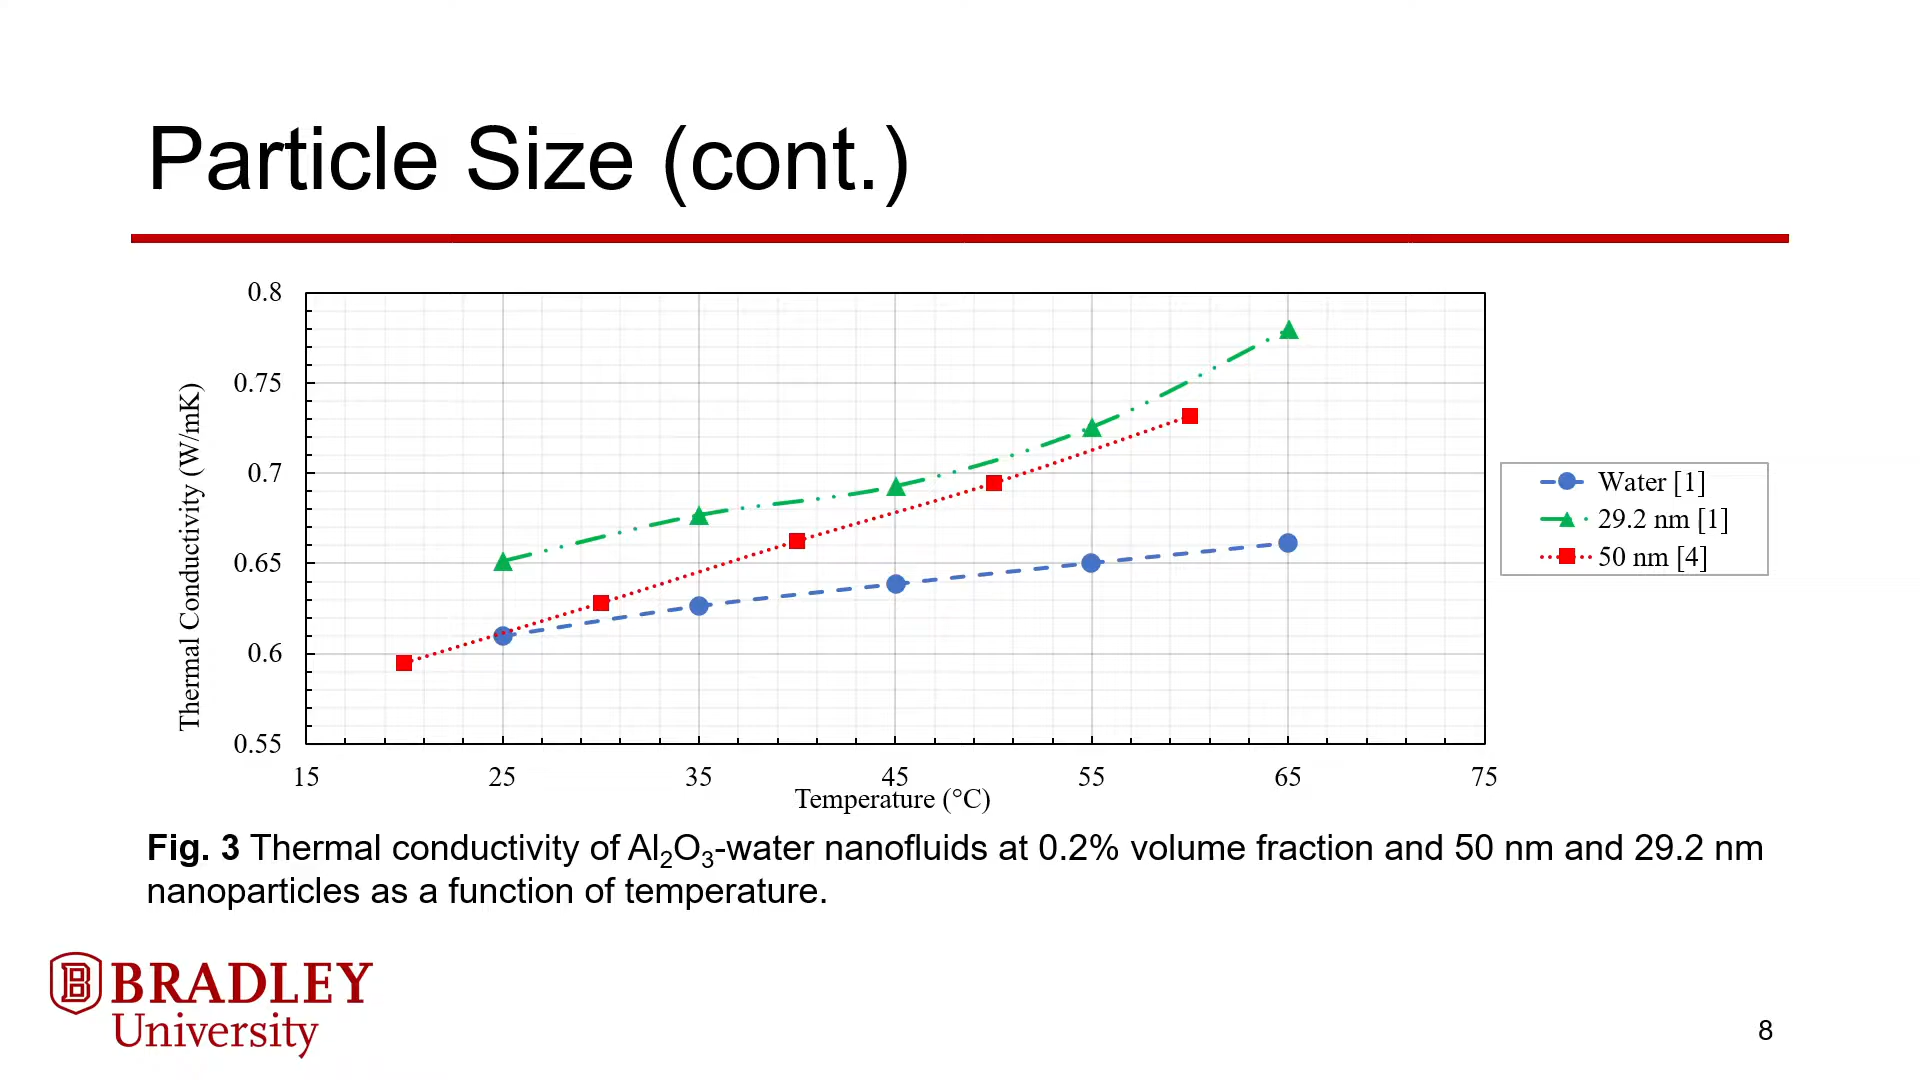 Particle Size (cont.)
0.8
0.75
0.7
0.65
0.6
0.55
Thermal Conductivity (W/mK)
15 25 35 45 55 65 75
Temperature (°C)
Water [1]
29.2 nm [1]
50 nm [4]
Fig. 3 Thermal conductivity of Al₂O₃-water nanofluids at 0.2% volume fraction and 50 nm and 29.2 nm
nanoparticles as a function of temperature.
B BRADLEY
University
8